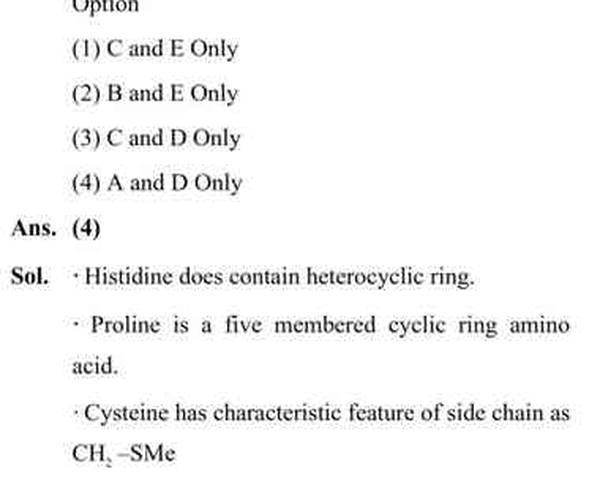 Option
(1) C and E Only
(2) B and E Only
(3) C and D Only
(4) A and D Only
Ans. (4)
Sol. · Histidine does contain heterocyclic ring.
· Proline is a five membered cyclic ring amino
acid.
· Cysteine has characteristic feature of side chain as
CH₂ –SMe